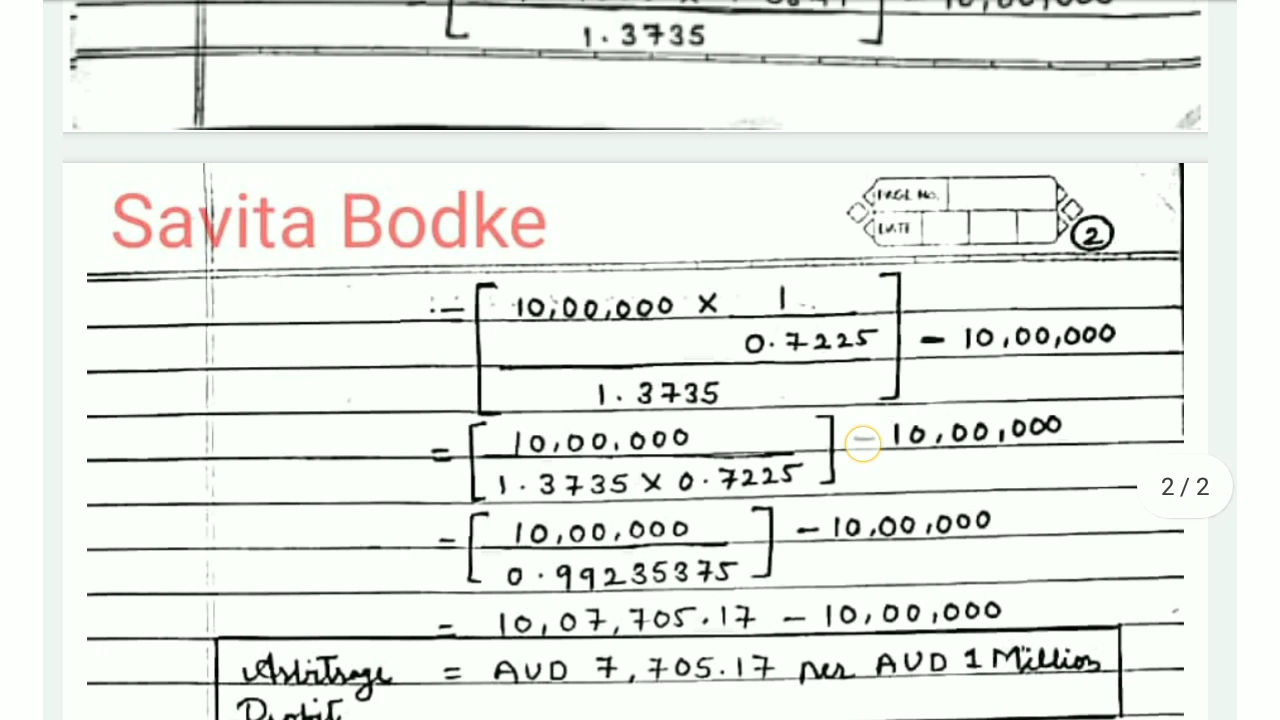 1.3735
Savita Bodke
PAGE No.
DATE
2
:= [ 10,00,000 × 1
0.7225 ] - 10,00,000
1.3735
= [ 10,00,000 ] - 10,00,000
1.3735 × 0.7225
= [ 10,00,000 ] - 10,00,000
0.99235375
2 / 2
= 10,07,705.17 - 10,00,000
Arbitrage = AUD 7,705.17 per AUD 1 Million
Profit